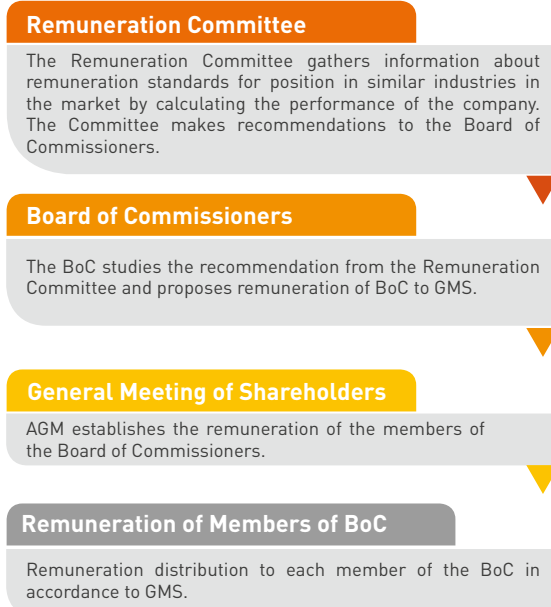 Remuneration Committee
The Remuneration Committee gathers information about
remuneration standards for position in similar industries in
the market by calculating the performance of the company.
The Committee makes recommendations to the Board of
Commissioners.
Board of Commissioners
The BoC studies the recommendation from the Remuneration
Committee and proposes remuneration of BoC to GMS.
General Meeting of Shareholders
AGM establishes the remuneration of the members of
the Board of Commissioners.
Remuneration of Members of BoC
Remuneration distribution to each member of the BoC in
accordance to GMS.